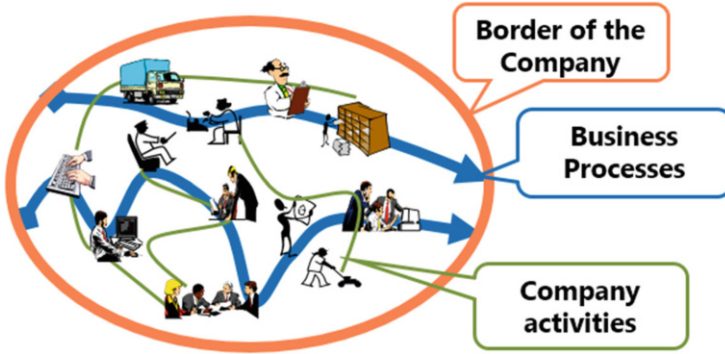 Border of the
Company
Business
Processes
Company
activities